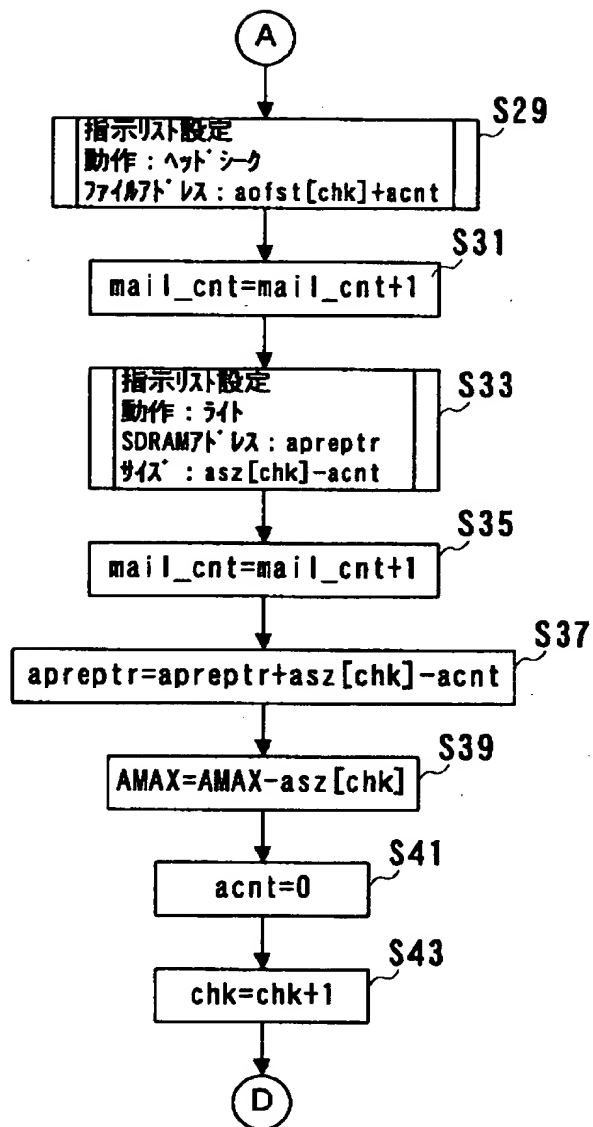 A
S29
指示リスト設定
動作:ヘッドシーク
ファイルアドレス:aofst[chk]+acnt
S31
mail_cnt=mail_cnt+1
S33
指示リスト設定
動作:ライト
SDRAMアドレス:apreptr
サイズ:asz[chk]-acnt
S35
mail_cnt=mail_cnt+1
S37
apreptr=apreptr+asz[chk]-acnt
S39
AMAX=AMAX-asz[chk]
S41
acnt=0
S43
chk=chk+1
D